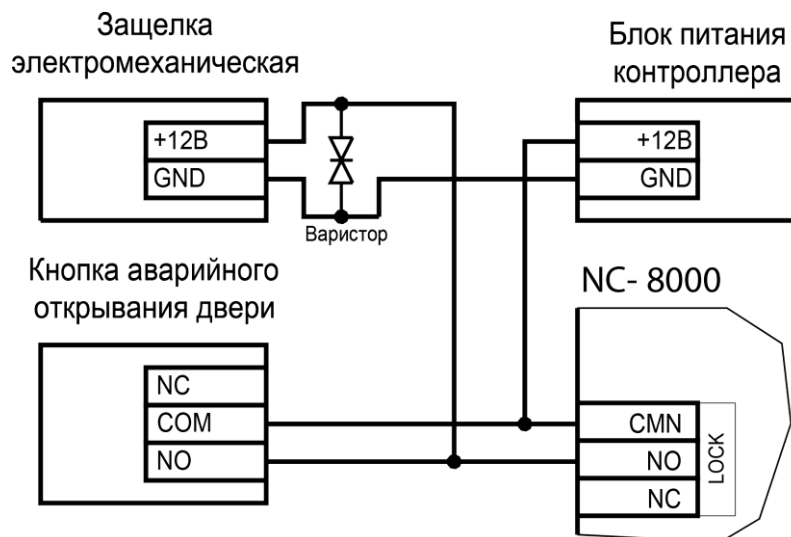 Защелка
электромеханическая
+12В
GND
Варистор
Блок питания
контроллера
+12В
GND
Кнопка аварийного
открывания двери
NC
COM
NO
NC- 8000
CMN
NO
NC
LOCK